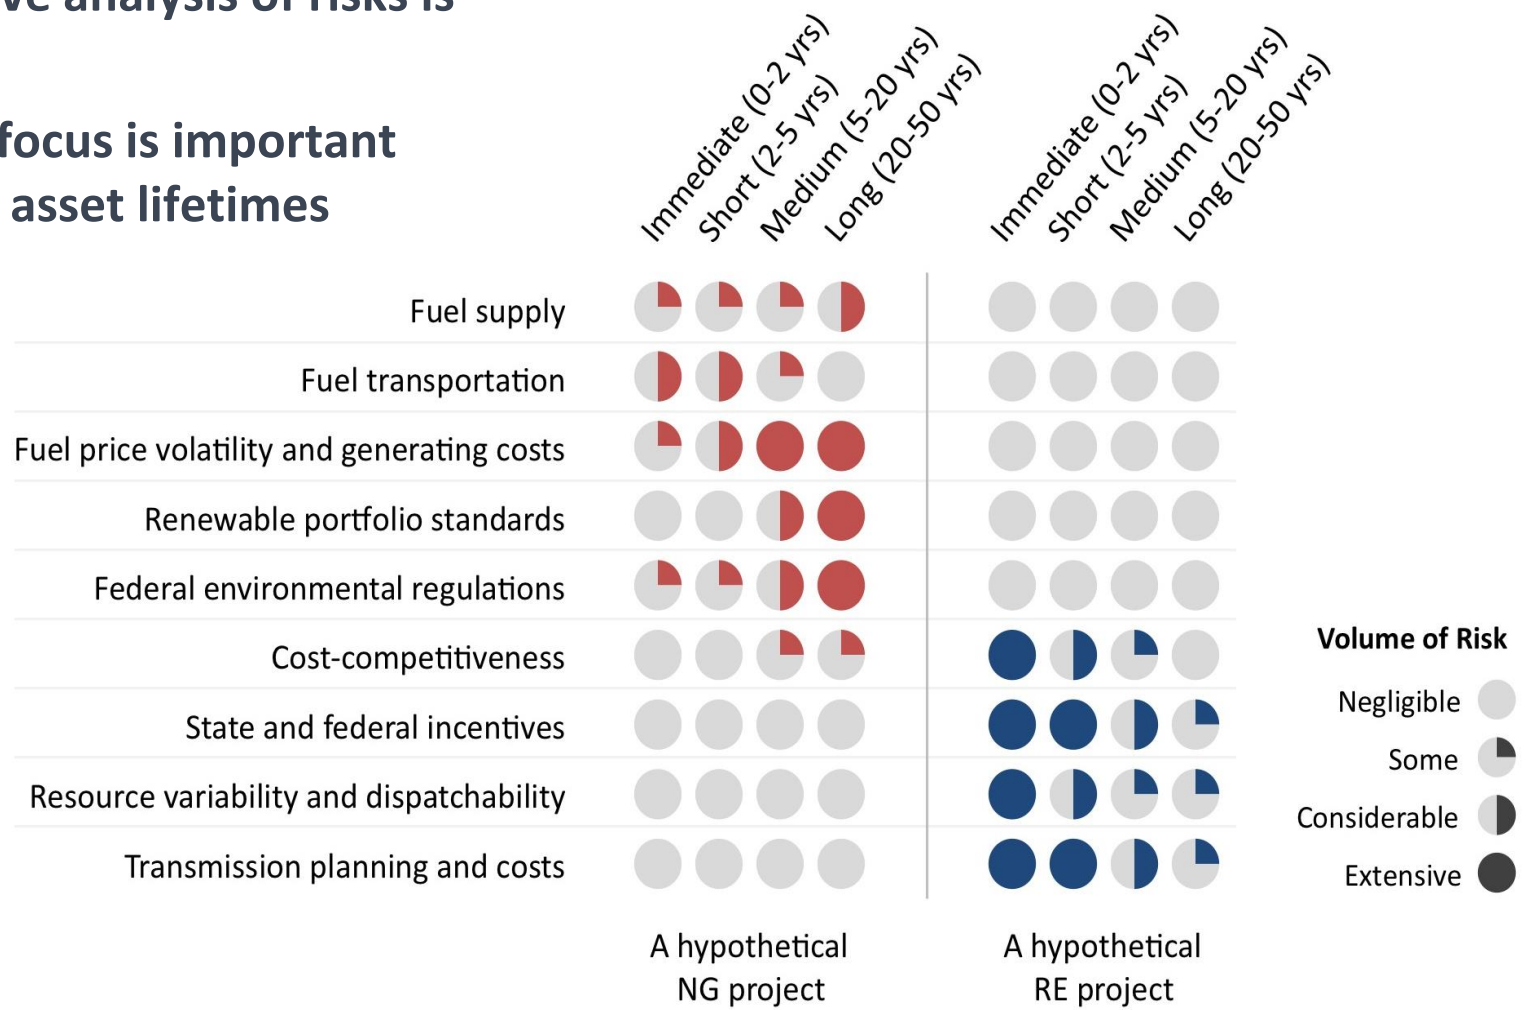 analysis of risks is
focus is important
asset lifetimes
Immediate (0-2 yrs)
Short (2-5 yrs)
Medium (5-20 yrs)
Long (20-50 yrs)
Immediate (0-2 yrs)
Short (2-5 yrs)
Medium (5-20 yrs)
Long (20-50 yrs)
Fuel supply
Fuel transportation
Fuel price volatility and generating costs
Renewable portfolio standards
Federal environmental regulations
Cost-competitiveness
State and federal incentives
Resource variability and dispatchability
Transmission planning and costs
A hypothetical
NG project
A hypothetical
RE project
Volume of Risk
Negligible
Some
Considerable
Extensive